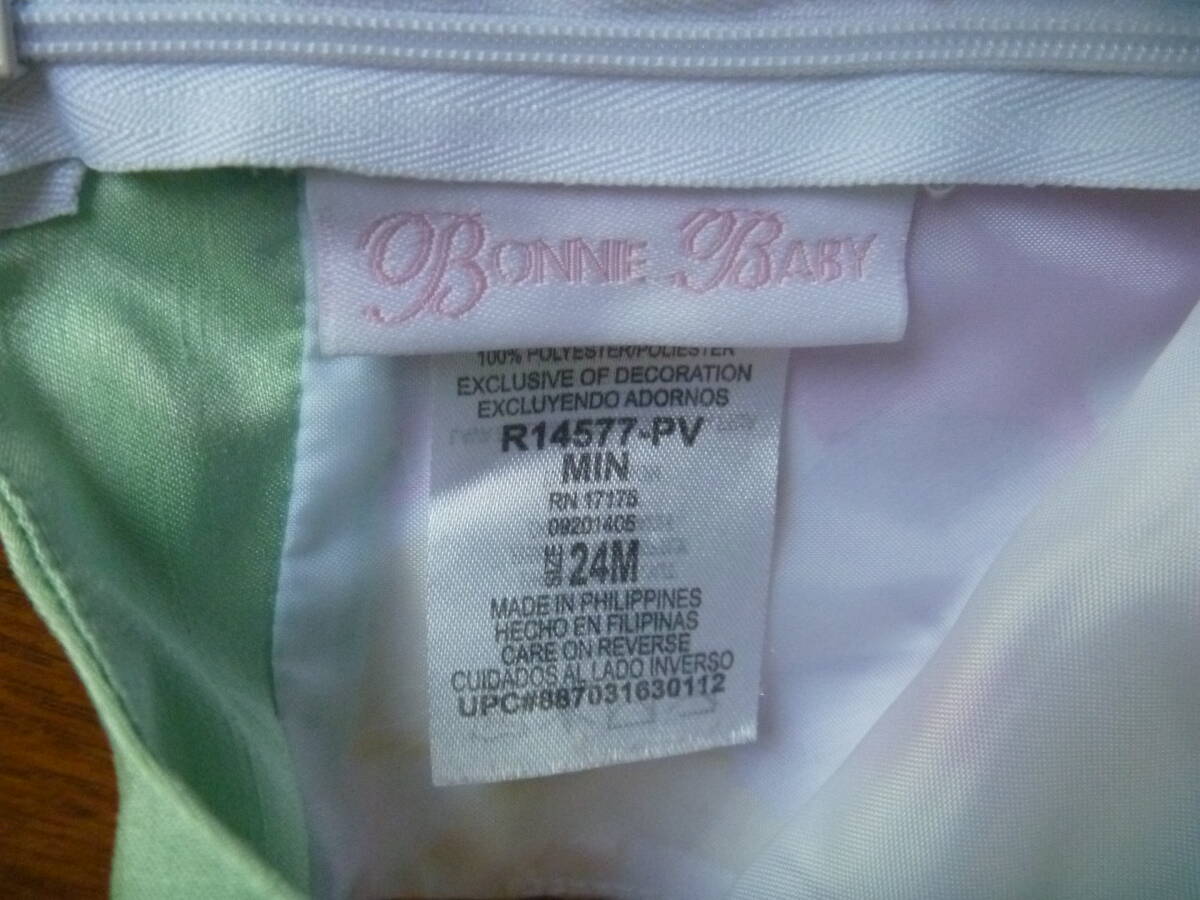 BONNIE BABY
100% POLYESTER/POLIESTER
EXCLUSIVE OF DECORATION
EXCLUYENDO ADORNOS
R14577-PV
MIN
RN 17175
09201405
SIZE 24M
MADE IN PHILIPPINES
HECHO EN FILIPINAS
CARE ON REVERSE
CUIDADOS AL LADO INVERSO
UPC#887031630112